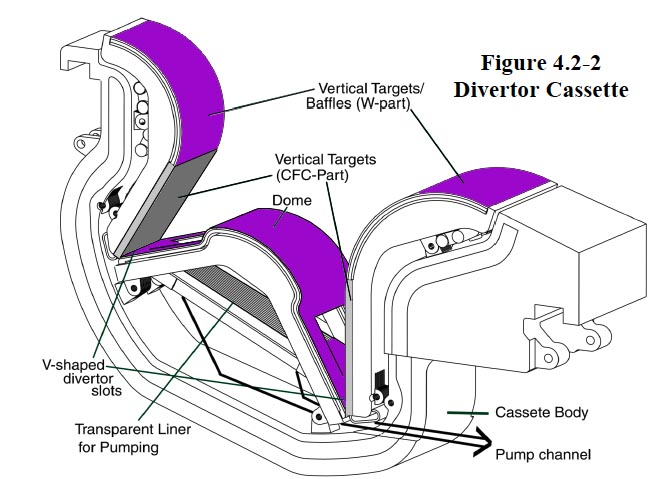 Figure 4.2-2
Divertor Cassette
Vertical Targets/
Baffles (W-part)
Vertical Targets
(CFC-Part)
Dome
V-shaped
divertor
slots
Transparent Liner
for Pumping
Cassete Body
Pump channel